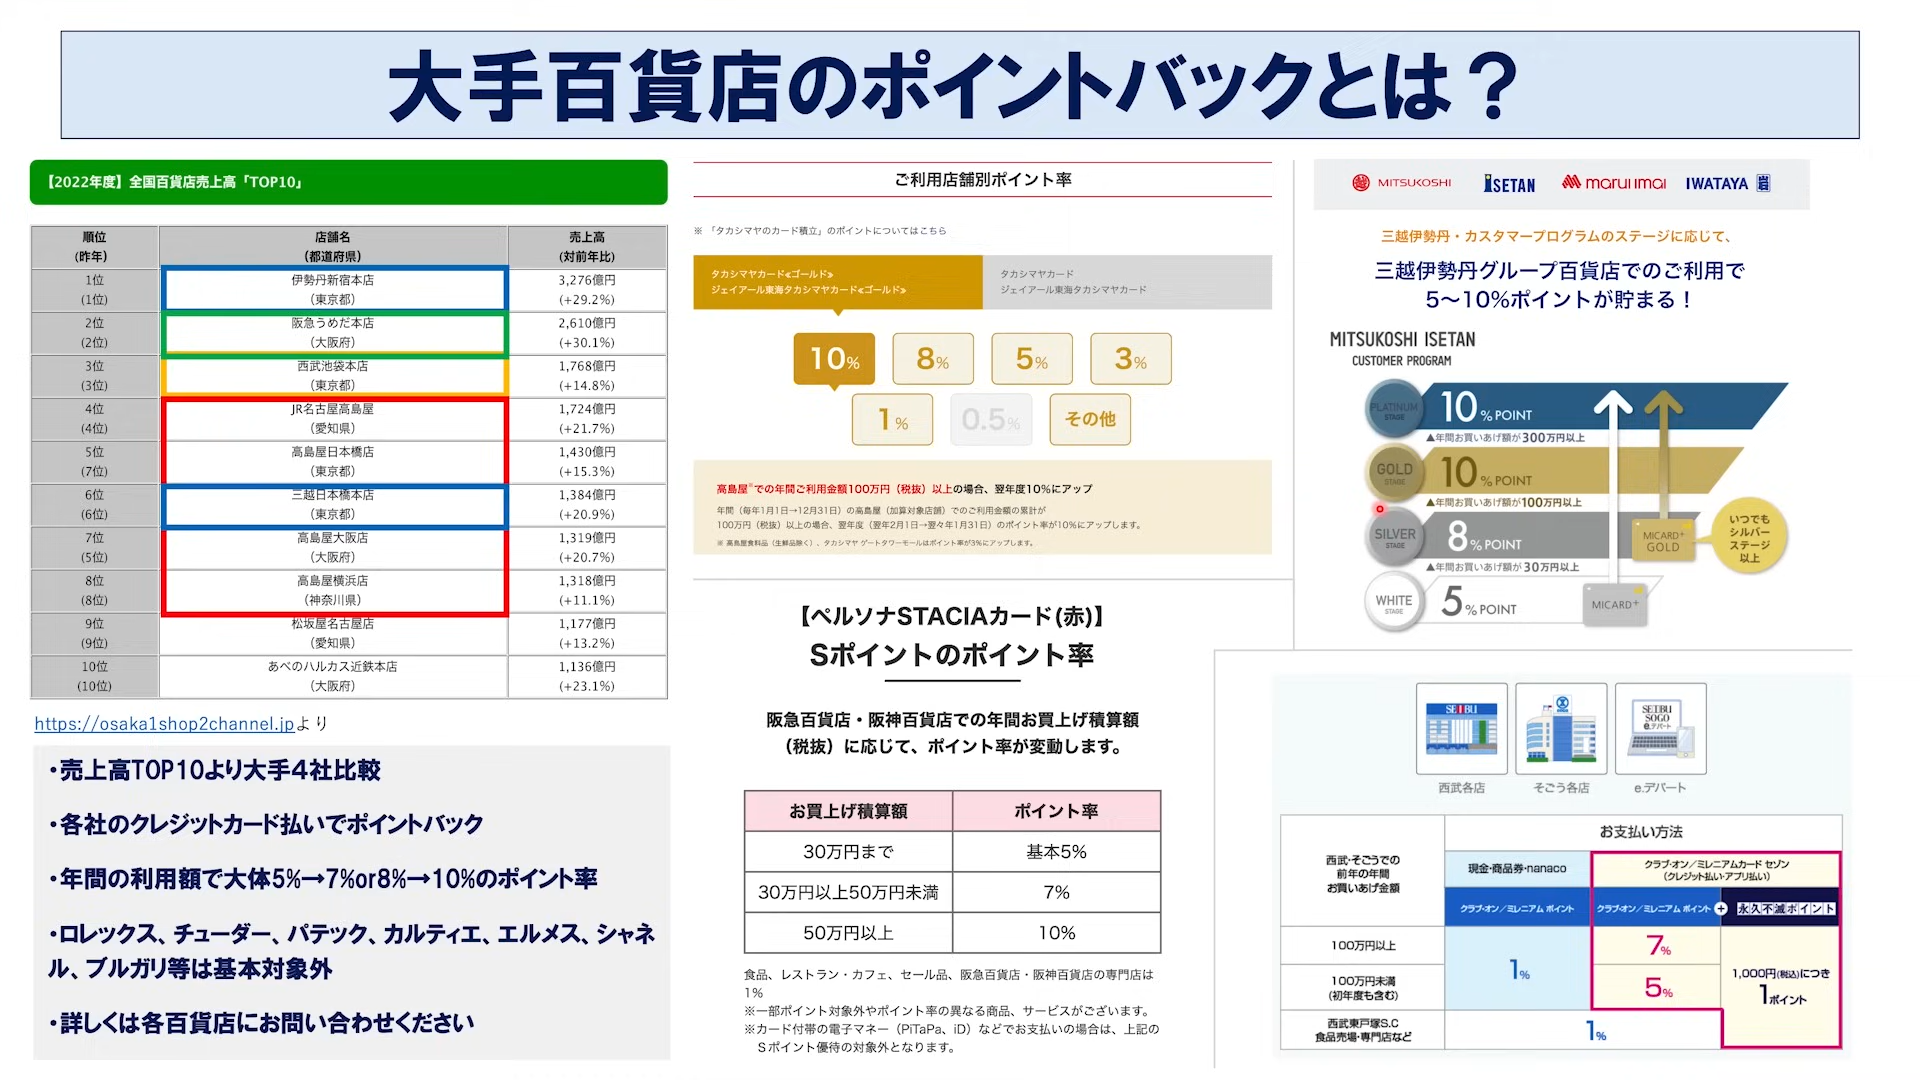 大手百貨店のポイントバックとは？
【2022年度】全国百貨店売上高「TOP10」
順位
(昨年)
店舗名
（都道府県）
売上高
(対前年比)
1位
(1位)
伊勢丹新宿本店
（東京都）
3,276億円
(+29.2%)
2位
(2位)
阪急うめだ本店
（大阪府）
2,610億円
(+30.1%)
3位
(3位)
西武池袋本店
（東京都）
1,768億円
(+14.8%)
4位
(4位)
JR名古屋高島屋
（愛知県）
1,724億円
(+21.7%)
5位
(7位)
高島屋日本橋店
（東京都）
1,430億円
(+15.3%)
6位
(6位)
三越日本橋本店
（東京都）
1,384億円
(+20.9%)
7位
(5位)
高島屋大阪店
（大阪府）
1,319億円
(+20.7%)
8位
(8位)
高島屋横浜店
（神奈川県）
1,318億円
(+11.1%)
9位
(9位)
松坂屋名古屋店
（愛知県）
1,177億円
(+13.2%)
10位
(10位)
あべのハルカス近鉄本店
（大阪府）
1,136億円
(+23.1%)
https://osaka1shop2channel.jpより
・売上高TOP10より大手4社比較
・各社のクレジットカード払いでポイントバック
・年間の利用額で大体5%→7%or8%→10%のポイント率
・ロレックス、チューダー、パテック、カルティエ、エルメス、シャネ
ル、ブルガリ等は基本対象外
・詳しくは各百貨店にお問い合わせください
ご利用店舗別ポイント率
※ 「タカシマヤのカード積立」のポイントについてはこちら
タカシマヤカード≪ゴールド≫
ジェイアール東海タカシマヤカード≪ゴールド≫
タカシマヤカード
ジェイアール東海タカシマヤカード
10%
8%
5%
3%
1%
0.5%
その他
高島屋※での年間ご利用金額100万円（税抜）以上の場合、翌年度10%にアップ
年間（毎年1月1日→12月31日）の高島屋（加算対象店舗）でのご利用金額の累計が
100万円（税抜）以上の場合、翌年度（翌年2月1日→翌々年1月31日）のポイント率が10%にアップします。
※ 高島屋食料品（生鮮品除く）、タカシマヤ ゲートタワーモールはポイント率が3%にアップします。
【ペルソナSTACIAカード(赤)】
Sポイントのポイント率
阪急百貨店・阪神百貨店での年間お買上げ積算額
（税抜）に応じて、ポイント率が変動します。
お買上げ積算額
ポイント率
30万円まで
基本5%
30万円以上50万円未満
7%
50万円以上
10%
食品、レストラン・カフェ、セール品、阪急百貨店・阪神百貨店の専門店は
1%
※一部ポイント対象外やポイント率の異なる商品、サービスがございます。
※カード付帯の電子マネー（PiTaPa、iD）などでお支払いの場合は、上記の
Sポイント優待の対象外となります。
MITSUKOSHI
ISETAN
MARUI IMAI
IWATAYA
三越伊勢丹・カスタマープログラムのステージに応じて、
三越伊勢丹グループ百貨店でのご利用で
5〜10%ポイントが貯まる！
MITSUKOSHI ISETAN
CUSTOMER PROGRAM
PLATINUM
STAGE
10% POINT
▲年間お買いあげ額が300万円以上
GOLD
STAGE
10% POINT
▲年間お買いあげ額が100万円以上
SILVER
STAGE
8% POINT
▲年間お買いあげ額が30万円以上
WHITE
STAGE
5% POINT
MICARD+
MICARD+
GOLD
いつでも
シルバー
ステージ
以上
SEIBU
SEIBU
SOGO
e.デパート
西武各店
そごう各店
e.デパート
西武・そごうでの
前年の年間
お買いあげ金額
お支払い方法
現金・商品券・nanaco
クラブ・オン／ミレニアムカード セゾン
（クレジット払い・アプリ払い）
クラブ・オン／ミレニアム ポイント
クラブ・オン／ミレニアム ポイント
+
永久不滅ポイント
100万円以上
1%
7%
1,000円(税込)につき
1ポイント
100万円未満
（初年度も含む）
5%
西武東戸塚S.C
食品売場・専門店など
1%